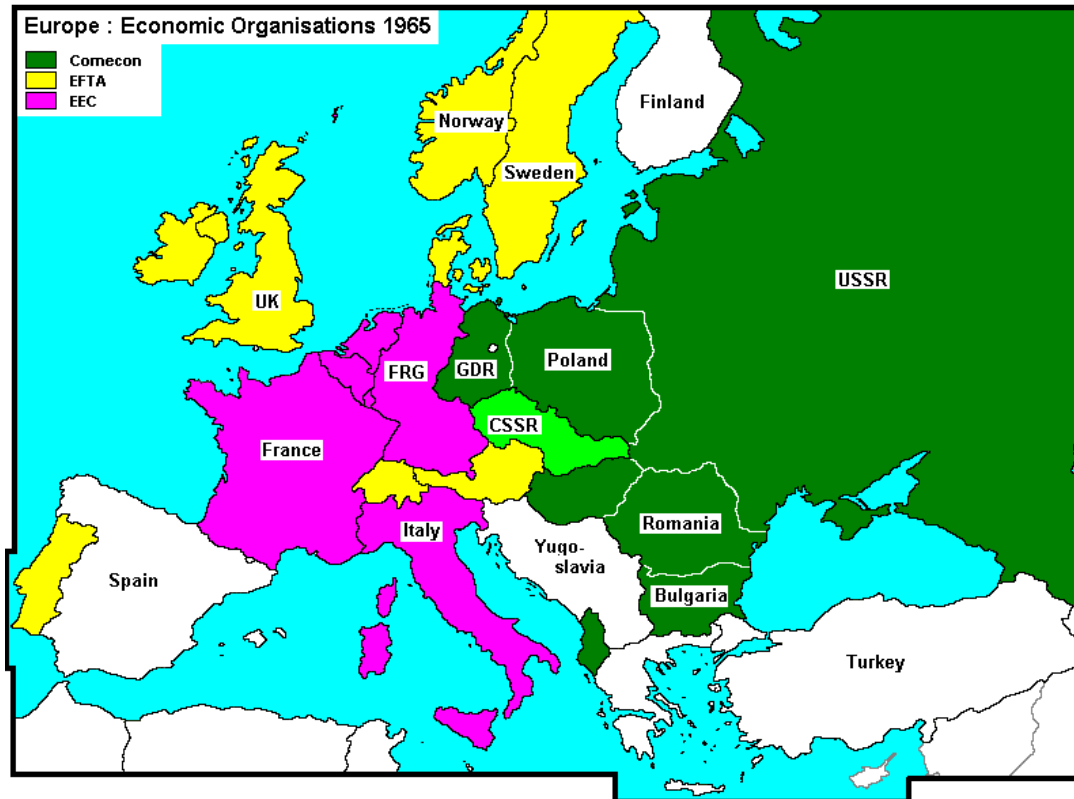 Europe : Economic Organisations 1965
Comecon
EFTA
EEC
Finland
Norway
Sweden
USSR
UK
Poland
GDR
FRG
CSSR
France
Romania
Italy
Yugo-
slavia
Spain
Bulgaria
Turkey